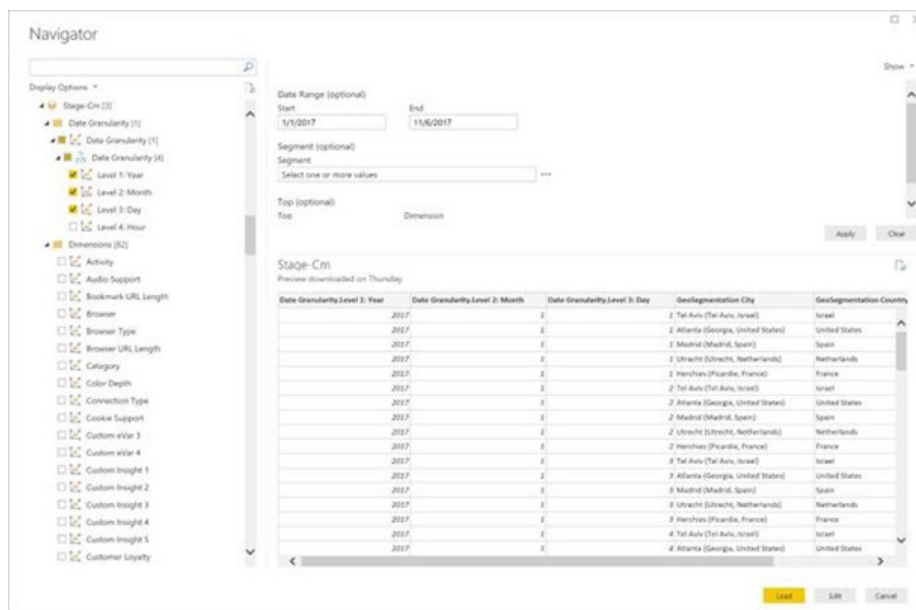 Navigator
Show
Display Options
Stage-Cm [3]
Date Granularity [1]
Date Granularity [1]
Date Granularity [4]
Level 1: Year
Level 2: Month
Level 3: Day
Level 4: Hour
Dimensions [82]
Activity
Audio Support
Bookmark URL Length
Browser
Browser Type
Browser URL Length
Category
Color Depth
Connection Type
Cookie Support
Custom eVar 3
Custom eVar 4
Custom Insight 1
Custom Insight 2
Custom Insight 3
Custom Insight 4
Custom Insight 5
Customer Loyalty
Date Range (optional)
Start End
1/1/2017 11/6/2017
Segment (optional)
Segment
Select one or more values ...
Top (optional)
Top Dimension
Apply Clear
Stage-Cm
Preview downloaded on Thursday
Date Granularity.Level 1: Year Date Granularity.Level 2: Month Date Granularity.Level 3: Day GeoSegmentation City GeoSegmentation Country
2017 1 1 Tel Aviv (Tel Aviv, Israel) Israel
2017 1 1 Atlanta (Georgia, United States) United States
2017 1 1 Madrid (Madrid, Spain) Spain
2017 1 1 Utrecht (Utrecht, Netherlands) Netherlands
2017 1 1 Herchies (Picardie, France) France
2017 1 2 Tel Aviv (Tel Aviv, Israel) Israel
2017 1 2 Atlanta (Georgia, United States) United States
2017 1 2 Madrid (Madrid, Spain) Spain
2017 1 2 Utrecht (Utrecht, Netherlands) Netherlands
2017 1 2 Herchies (Picardie, France) France
2017 1 3 Tel Aviv (Tel Aviv, Israel) Israel
2017 1 3 Atlanta (Georgia, United States) United States
2017 1 3 Madrid (Madrid, Spain) Spain
2017 1 3 Utrecht (Utrecht, Netherlands) Netherlands
2017 1 3 Herchies (Picardie, France) France
2017 1 4 Tel Aviv (Tel Aviv, Israel) Israel
2017 1 4 Atlanta (Georgia, United States) United States
Load Edit Cancel